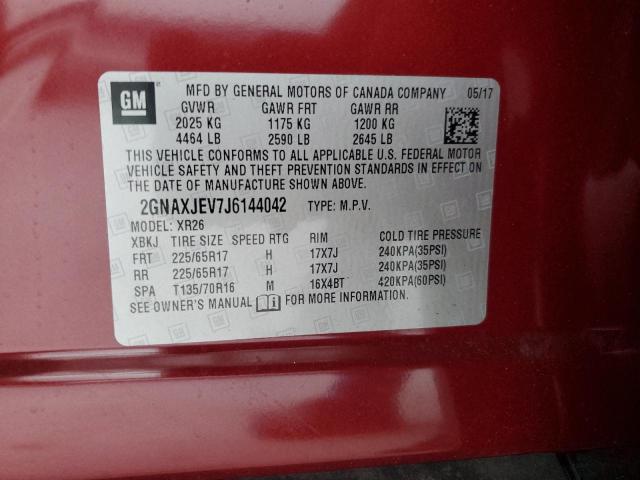 GM
MFD BY GENERAL MOTORS OF CANADA COMPANY 05/17
GVWR GAWR FRT GAWR RR
2025 KG 1175 KG 1200 KG
4464 LB 2590 LB 2645 LB
THIS VEHICLE CONFORMS TO ALL APPLICABLE U.S. FEDERAL MOTOR
VEHICLE SAFETY AND THEFT PREVENTION STANDARDS IN EFFECT ON
THE DATE OF MANUFACTURE SHOWN ABOVE.
2GNAXJEV7J6144042 TYPE: M.P.V.
MODEL: XR26
XBKJ TIRE SIZE SPEED RTG RIM COLD TIRE PRESSURE
FRT 225/65R17 H 17X7J 240KPA(35PSI)
RR 225/65R17 H 17X7J 240KPA(35PSI)
SPA T135/70R16 M 16X4BT 420KPA(60PSI)
SEE OWNER'S MANUAL FOR MORE INFORMATION.